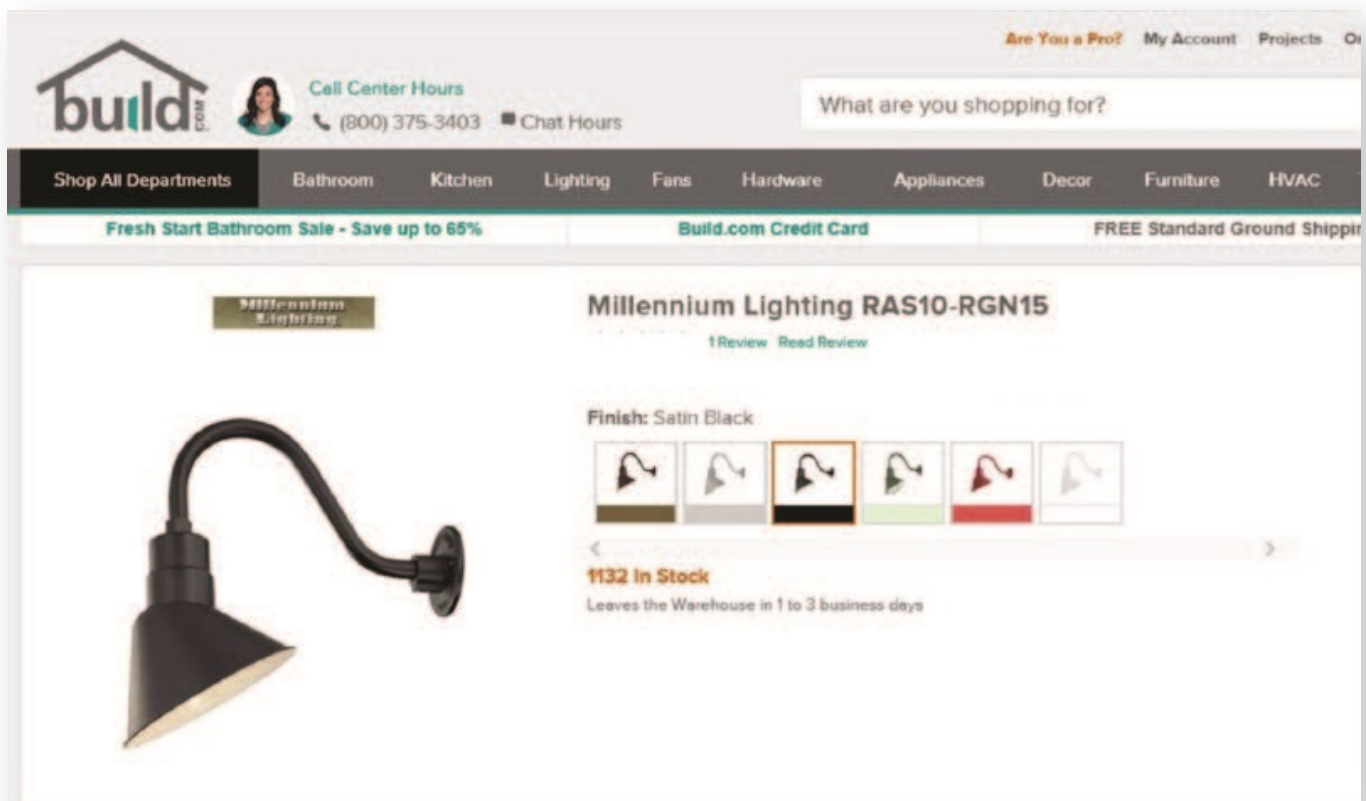 Are You a Pro? My Account Projects
build.com
Call Center Hours
(800) 375-3403 Chat Hours
What are you shopping for?
Shop All Departments Bathroom Kitchen Lighting Fans Hardware Appliances Decor Furniture HVAC
Fresh Start Bathroom Sale - Save up to 65% Build.com Credit Card FREE Standard Ground
Millennium
Lighting
Millennium Lighting RAS10-RGN15
1 Review Read Review
Finish: Satin Black
1132 In Stock
Leaves the Warehouse in 1 to 3 business days